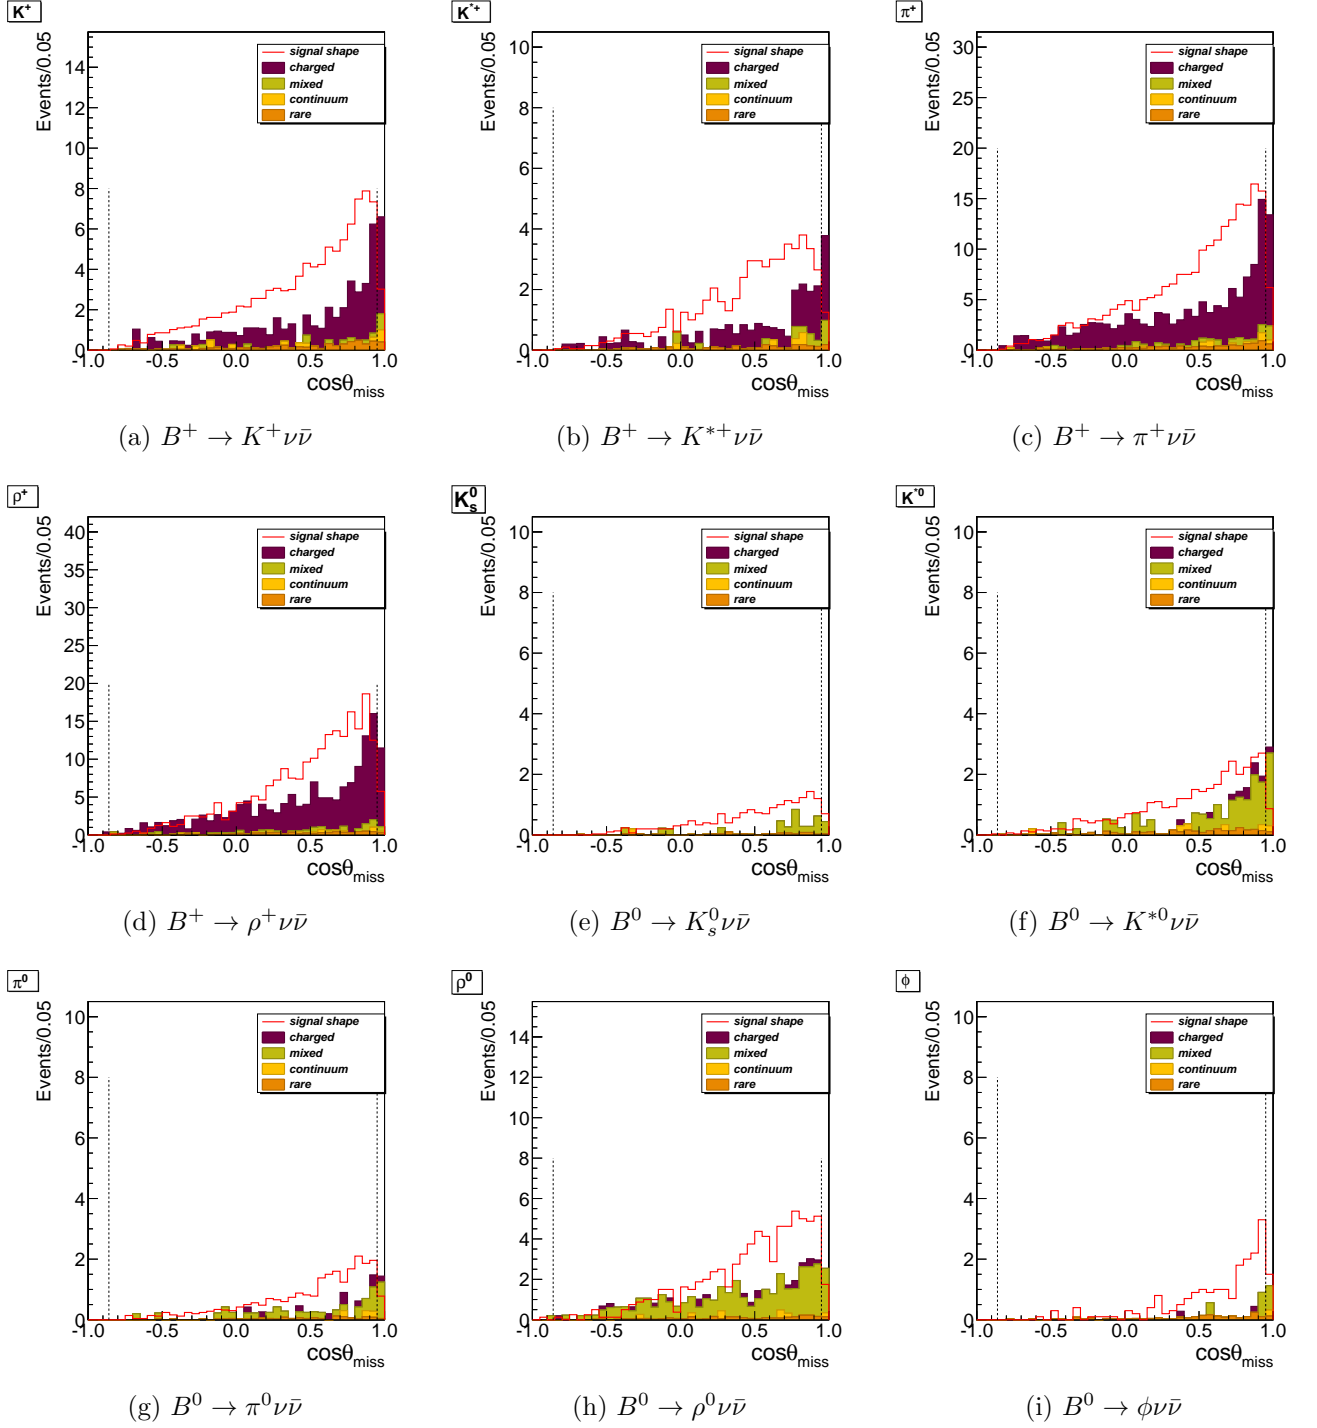 K+
Events/0.05
14
12
10
8
6
4
2
0
signal shape
charged
mixed
continuum
rare
-1.0 -0.5 0.0 0.5 1.0
cosθmiss
(a) B+ → K+νν̄
K*+
Events/0.05
10
8
6
4
2
0
signal shape
charged
mixed
continuum
rare
-1.0 -0.5 0.0 0.5 1.0
cosθmiss
(b) B+ → K*+νν̄
π+
Events/0.05
30
25
20
15
10
5
0
signal shape
charged
mixed
continuum
rare
-1.0 -0.5 0.0 0.5 1.0
cosθmiss
(c) B+ → π+νν̄
ρ+
Events/0.05
40
35
30
25
20
15
10
5
0
signal shape
charged
mixed
continuum
rare
-1.0 -0.5 0.0 0.5 1.0
cosθmiss
(d) B+ → ρ+νν̄
K0s
Events/0.05
10
8
6
4
2
0
signal shape
charged
mixed
continuum
rare
-1.0 -0.5 0.0 0.5 1.0
cosθmiss
(e) B0 → K0sνν̄
K*0
Events/0.05
10
8
6
4
2
0
signal shape
charged
mixed
continuum
rare
-1.0 -0.5 0.0 0.5 1.0
cosθmiss
(f) B0 → K*0νν̄
π0
Events/0.05
10
8
6
4
2
0
signal shape
charged
mixed
continuum
rare
-1.0 -0.5 0.0 0.5 1.0
cosθmiss
(g) B0 → π0νν̄
ρ0
Events/0.05
14
12
10
8
6
4
2
0
signal shape
charged
mixed
continuum
rare
-1.0 -0.5 0.0 0.5 1.0
cosθmiss
(h) B0 → ρ0νν̄
ϕ
Events/0.05
10
8
6
4
2
0
signal shape
charged
mixed
continuum
rare
-1.0 -0.5 0.0 0.5 1.0
cosθmiss
(i) B0 → ϕνν̄